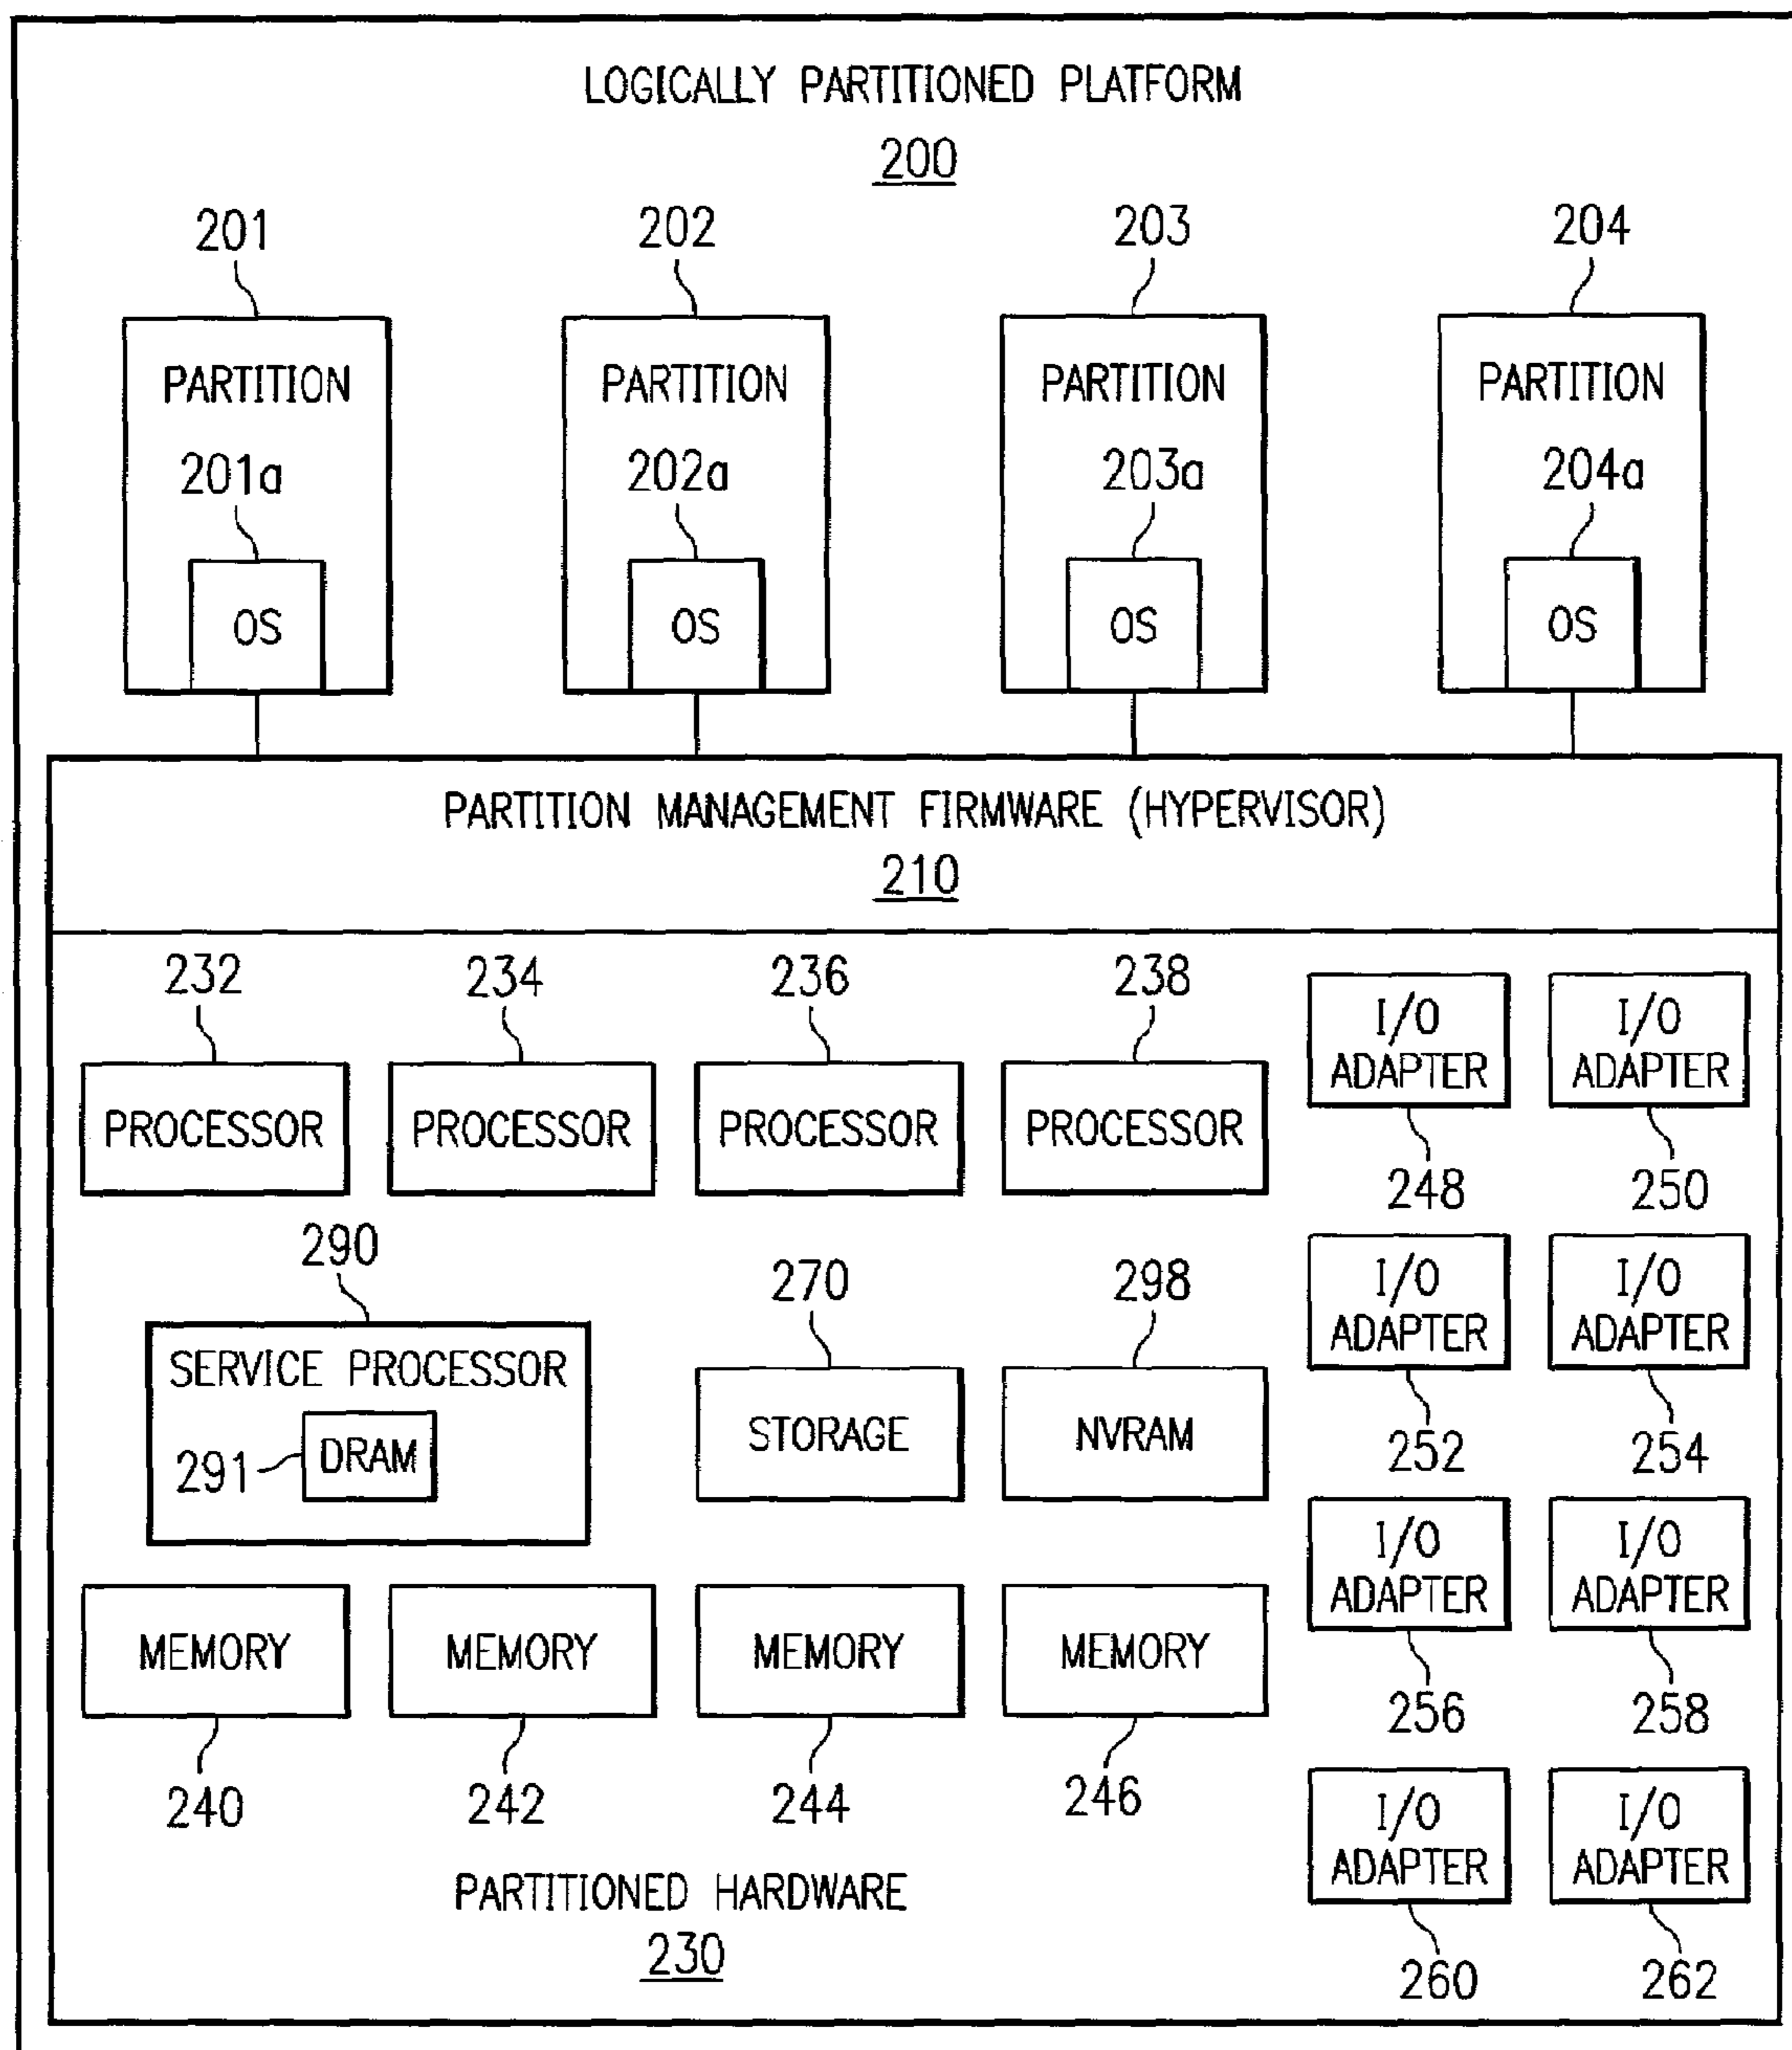 LOGICALLY PARTITIONED PLATFORM
200
201
202
203
204
PARTITION
PARTITION
PARTITION
PARTITION
201a
202a
203a
204a
OS
OS
OS
OS
PARTITION MANAGEMENT FIRMWARE (HYPERVISOR)
210
232
234
236
238
PROCESSOR
PROCESSOR
PROCESSOR
PROCESSOR
I/O
ADAPTER
I/O
ADAPTER
248
250
290
SERVICE PROCESSOR
291
DRAM
270
STORAGE
298
NVRAM
I/O
ADAPTER
I/O
ADAPTER
252
254
MEMORY
MEMORY
MEMORY
MEMORY
240
242
244
246
I/O
ADAPTER
I/O
ADAPTER
256
258
I/O
ADAPTER
I/O
ADAPTER
260
262
PARTITIONED HARDWARE
230